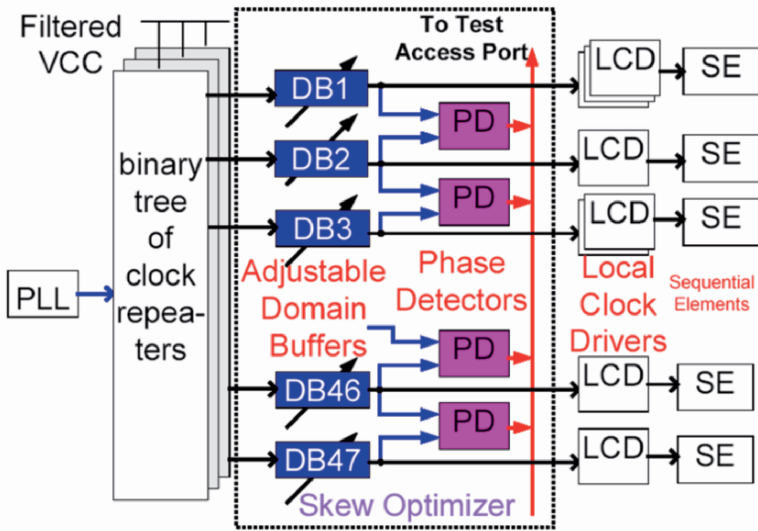 Filtered
VCC
To Test
Access Port
DB1
PD
LCD
SE
DB2
PD
LCD
SE
DB3
LCD
SE
binary
tree
of
clock
repea-
ters
PLL
Adjustable
Domain
Buffers
Phase
Detectors
Local
Clock
Drivers
Sequential
Elements
PD
DB46
LCD
SE
PD
DB47
LCD
SE
Skew Optimizer